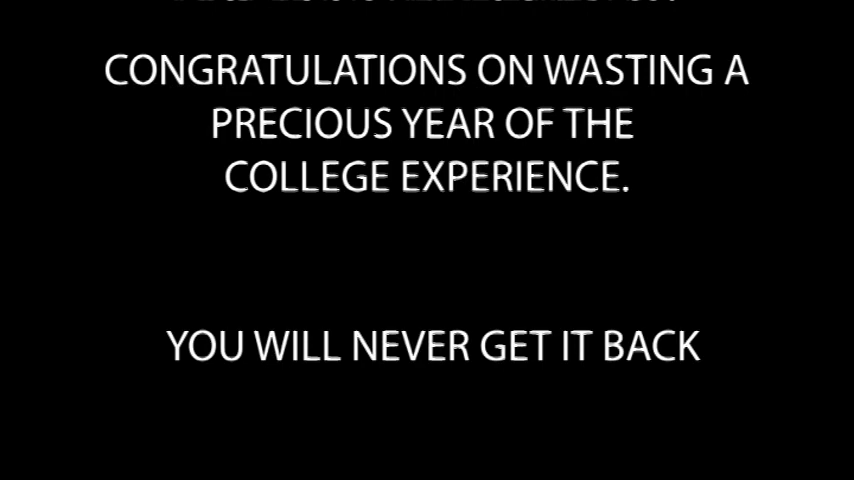 CONGRATULATIONS ON WASTING A
PRECIOUS YEAR OF THE
COLLEGE EXPERIENCE.
YOU WILL NEVER GET IT BACK